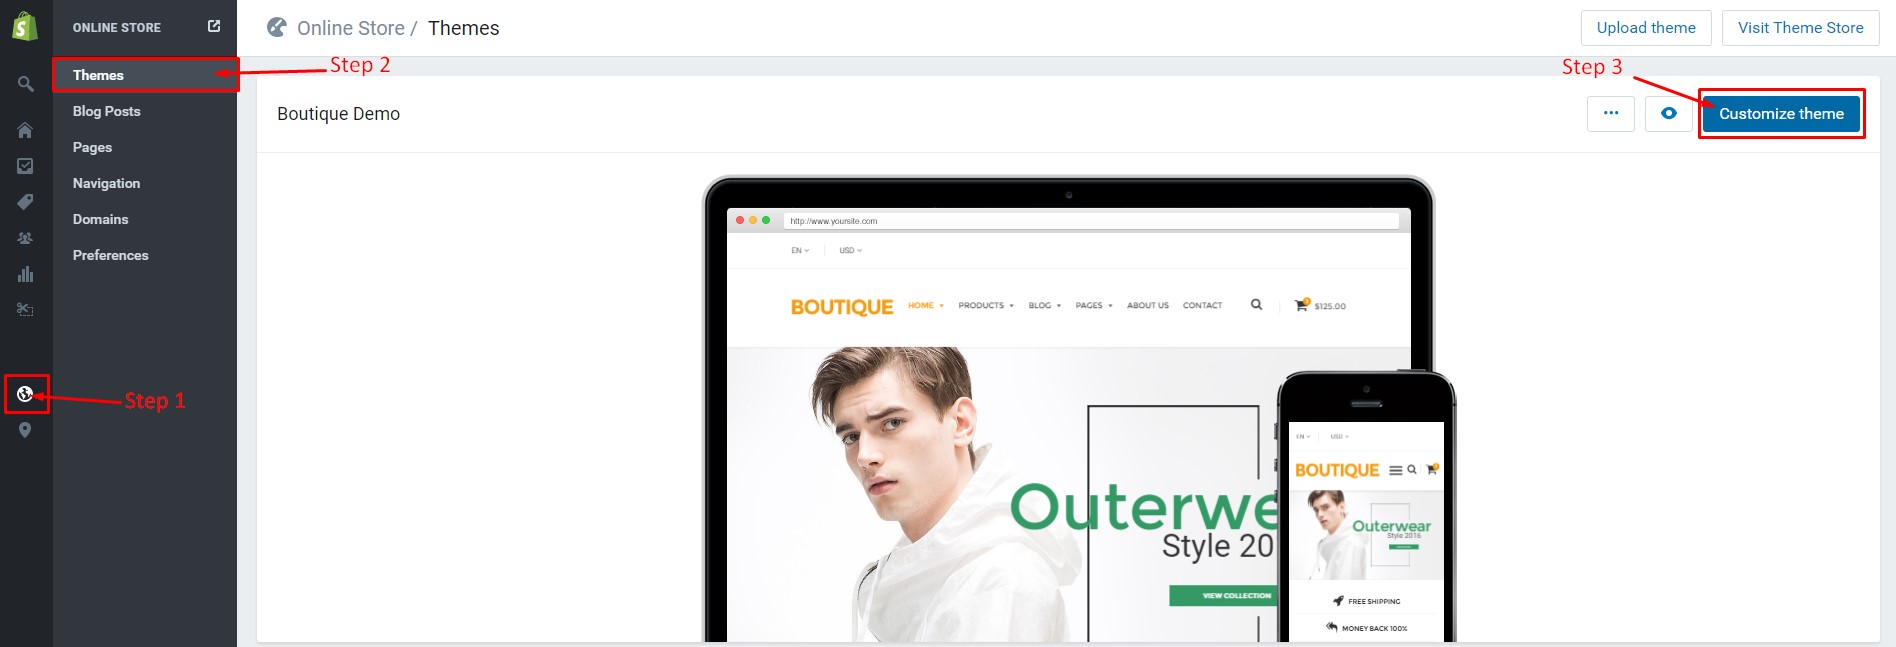 ONLINE STORE
Online Store / Themes
Upload theme
Visit Theme Store
Themes
Step 2
Step 3
Blog Posts
Boutique Demo
Customize theme
Pages
Navigation
Domains
Preferences
http://www.yoursite.com
EN
USD
BOUTIQUE
HOME
PRODUCTS
BLOG
PAGES
ABOUT US
CONTACT
$125.00
Step 1
Outerwe
Style 20
VIEW COLLECTION
EN
USD
BOUTIQUE
Outerwear
Style 2016
FREE SHIPPING
MONEY BACK 100%